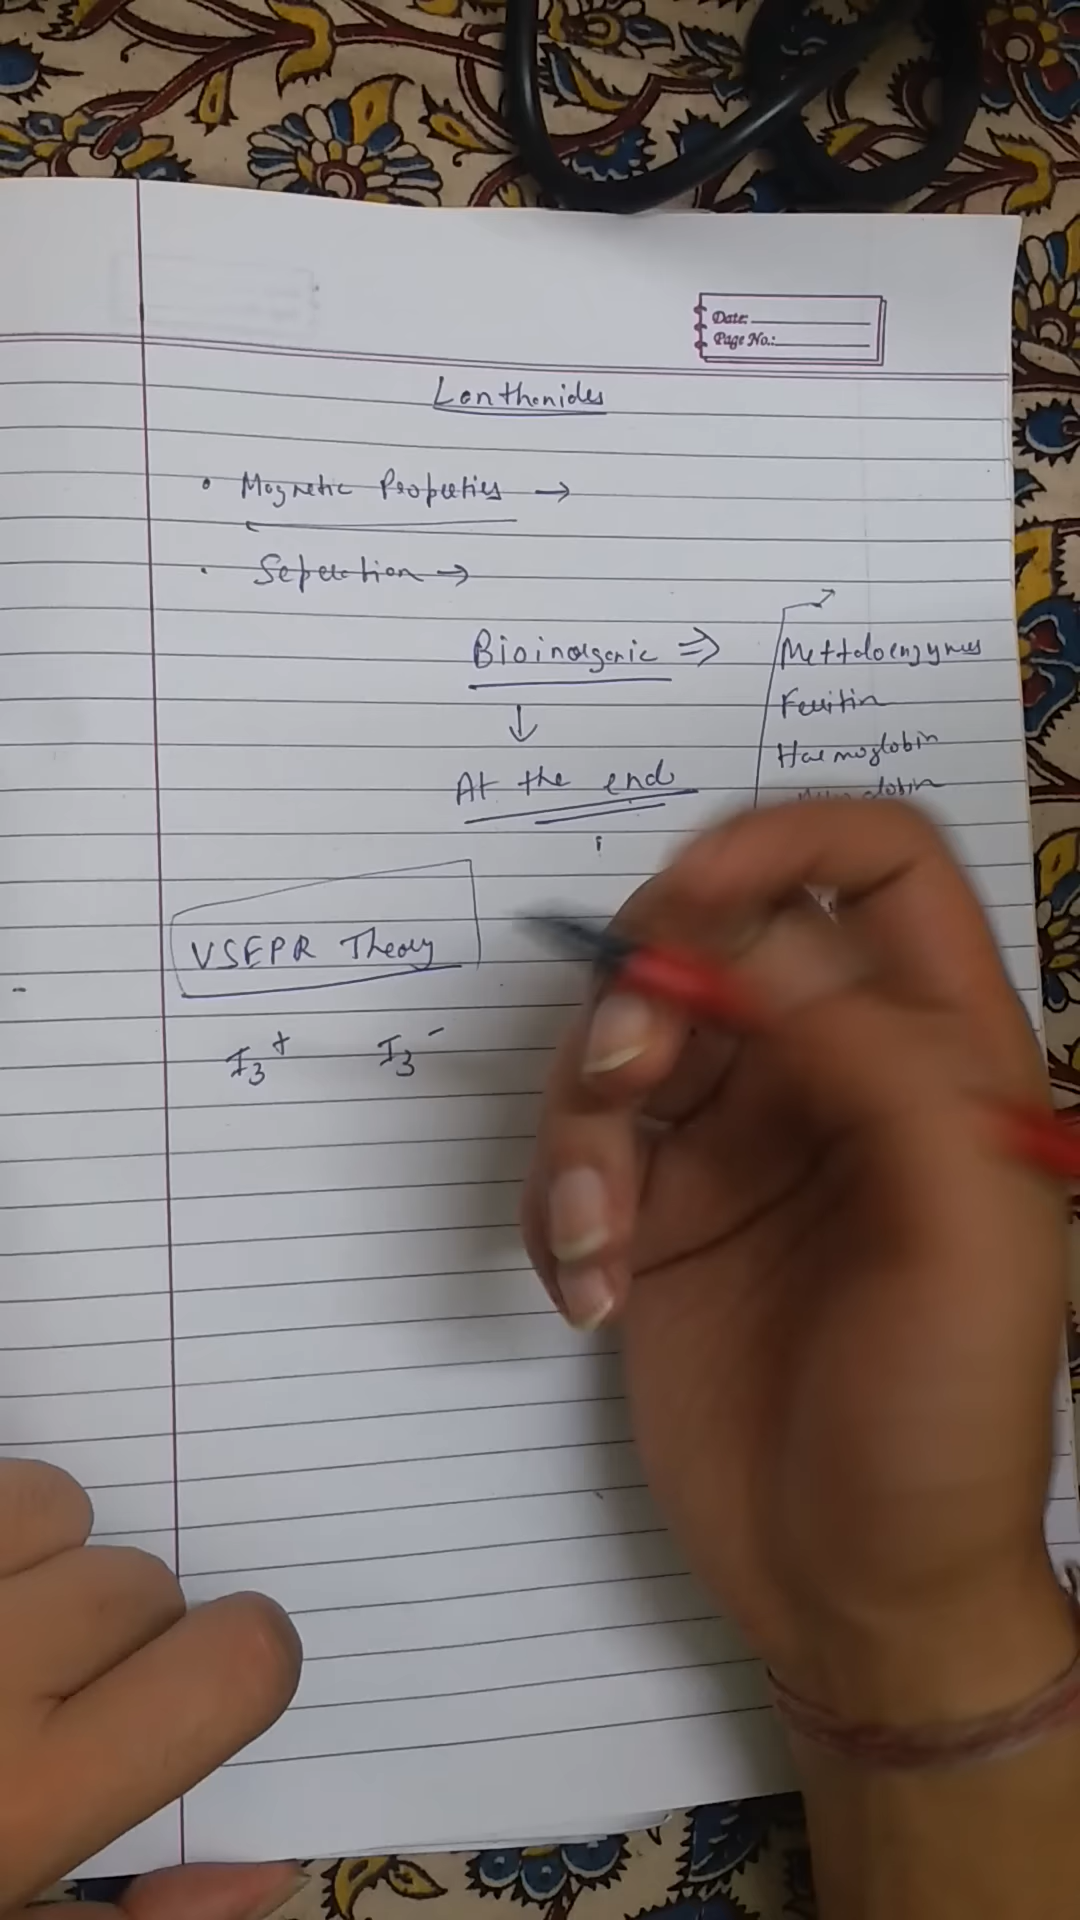 Date:
Page No.:
Lanthanides
• Magnetic Properties →
• Seperation →
Bioinorganic ⇒
↓
At the end
Mettaloenzymes
Ferritin
Haemoglobin
VSEPR Theory
I3+ I3-